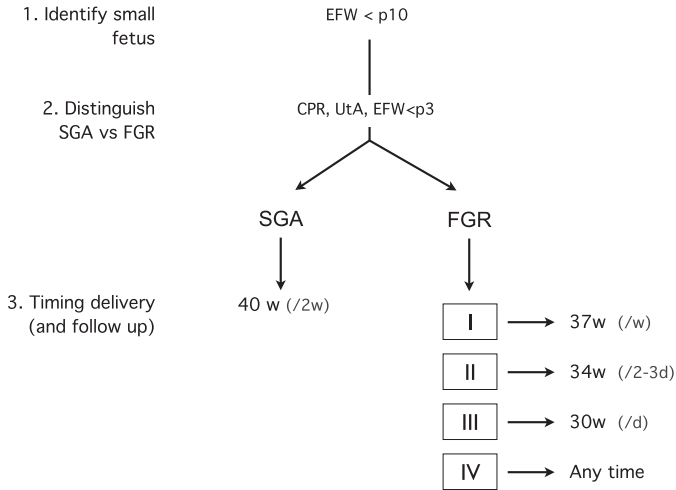 1. Identify small
fetus
EFW < p10
2. Distinguish
SGA vs FGR
CPR, UtA, EFW<p3
SGA
FGR
3. Timing delivery
(and follow up)
40 w (/2w)
I
37w (/w)
II
34w (/2-3d)
III
30w (/d)
IV
Any time